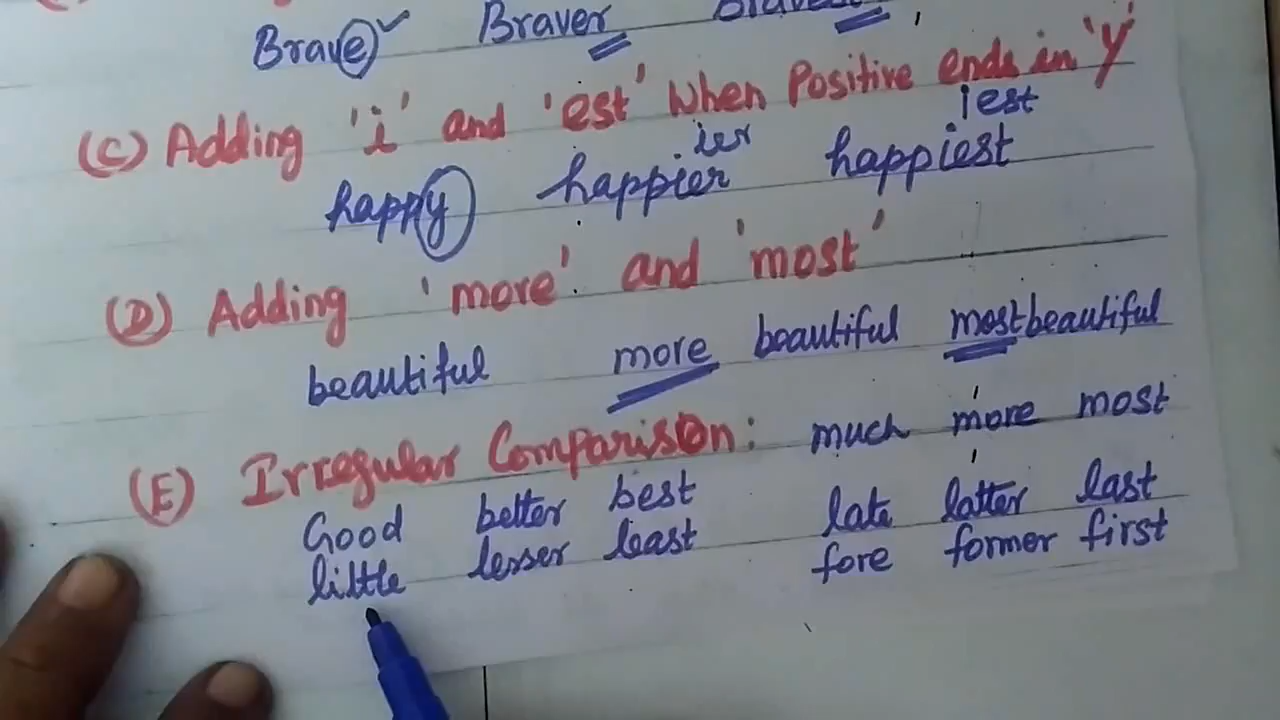 Brave Braver
(C) Adding 'i' and 'est' When Positive ends in 'y'
ier iest
happy happier happiest
(D) Adding 'more' and 'most'
beautiful more beautiful most beautiful
(E) Irregular Comparison: much more most
Good better best late latter last
little lesser least fore former first